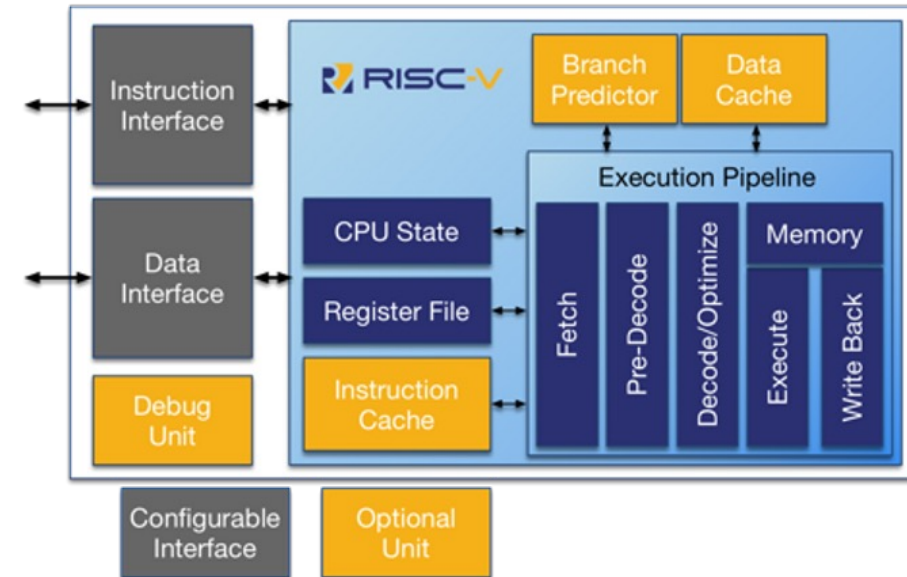 Instruction
Interface
RISC-V
Branch
Predictor
Data
Cache
Execution Pipeline
CPU State
Data
Interface
Register File
Fetch
Pre-Decode
Decode/Optimize
Memory
Execute
Write Back
Instruction
Cache
Debug
Unit
Configurable
Interface
Optional
Unit